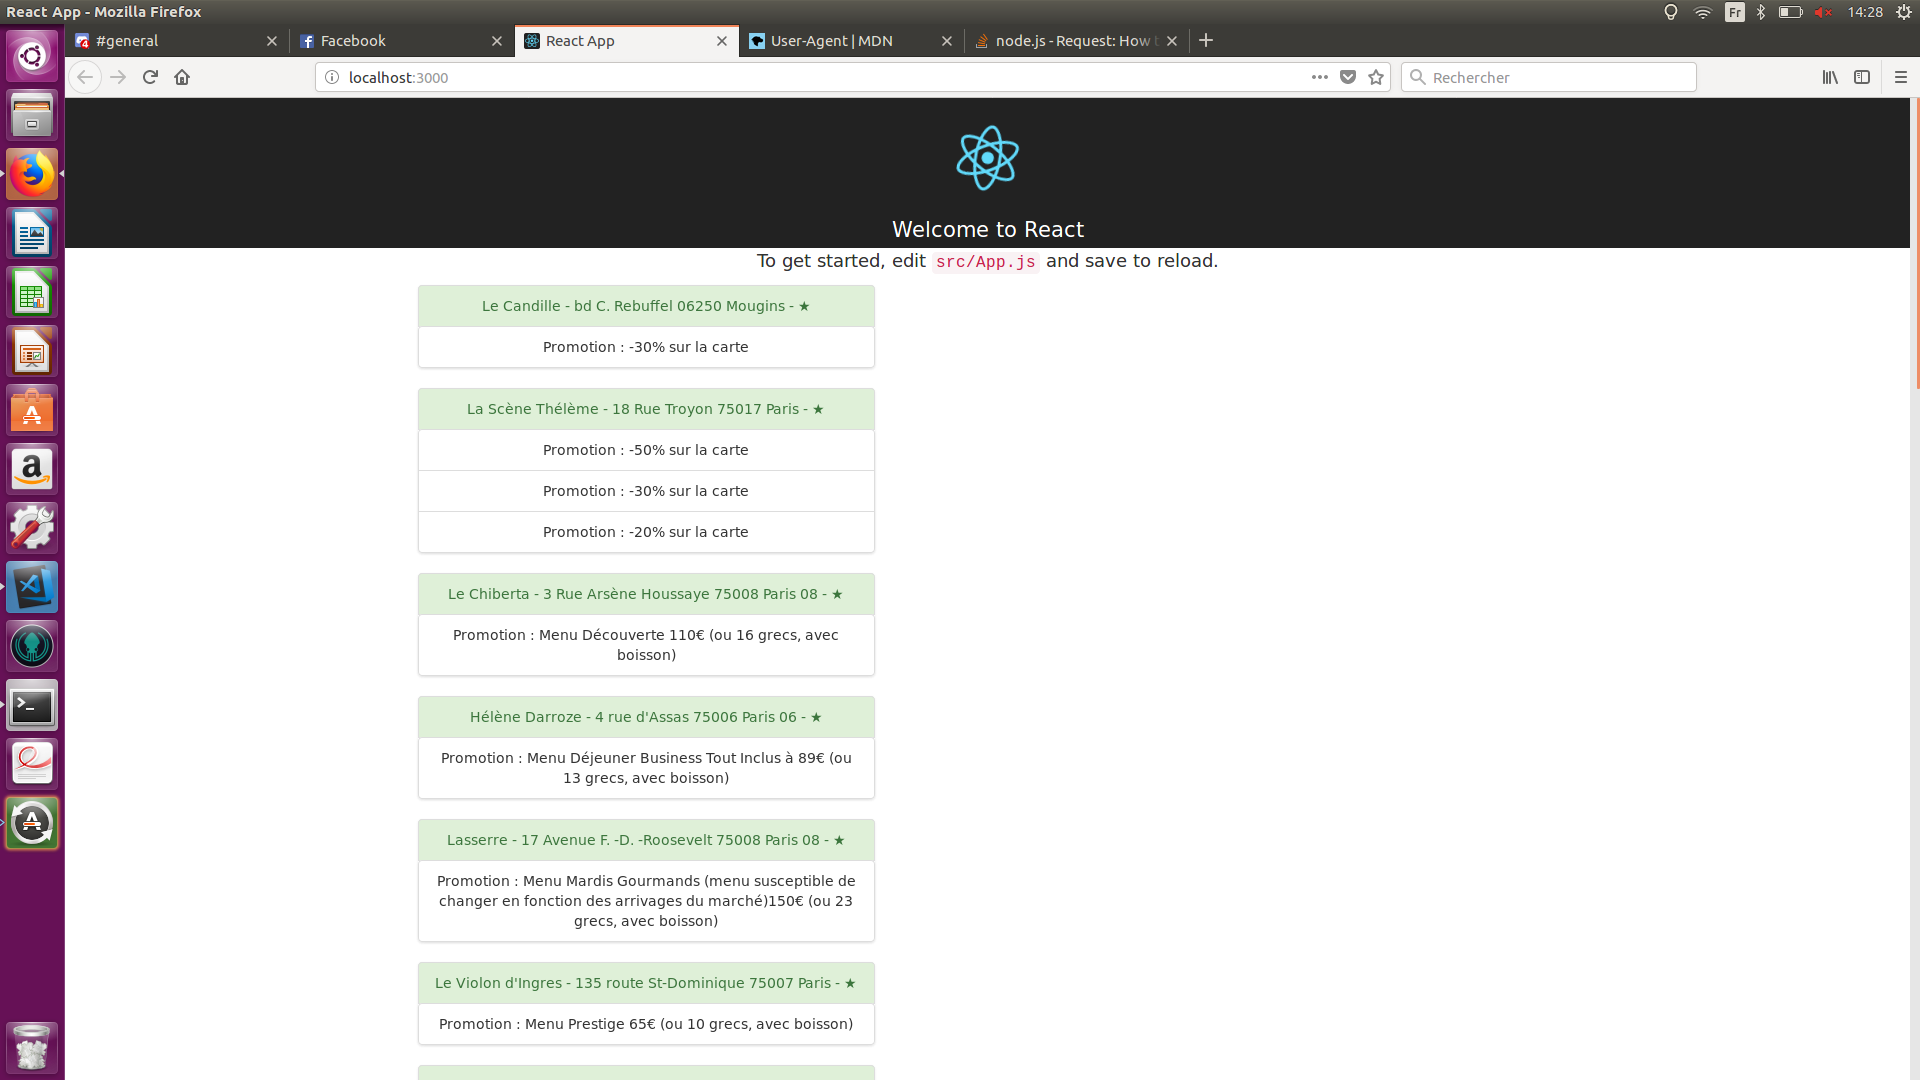 React App - Mozilla Firefox
Fr
14:28
#general
Facebook
React App
User-Agent | MDN
node.js - Request: How t
localhost:3000
Rechercher
Welcome to React
To get started, edit src/App.js and save to reload.
Le Candille - bd C. Rebuffel 06250 Mougins - ★
Promotion : -30% sur la carte
La Scène Thélème - 18 Rue Troyon 75017 Paris - ★
Promotion : -50% sur la carte
Promotion : -30% sur la carte
Promotion : -20% sur la carte
Le Chiberta - 3 Rue Arsène Houssaye 75008 Paris 08 - ★
Promotion : Menu Découverte 110€ (ou 16 grecs, avec
boisson)
Hélène Darroze - 4 rue d'Assas 75006 Paris 06 - ★
Promotion : Menu Déjeuner Business Tout Inclus à 89€ (ou
13 grecs, avec boisson)
Lasserre - 17 Avenue F. -D. -Roosevelt 75008 Paris 08 - ★
Promotion : Menu Mardis Gourmands (menu susceptible de
changer en fonction des arrivages du marché)150€ (ou 23
grecs, avec boisson)
Le Violon d'Ingres - 135 route St-Dominique 75007 Paris - ★
Promotion : Menu Prestige 65€ (ou 10 grecs, avec boisson)